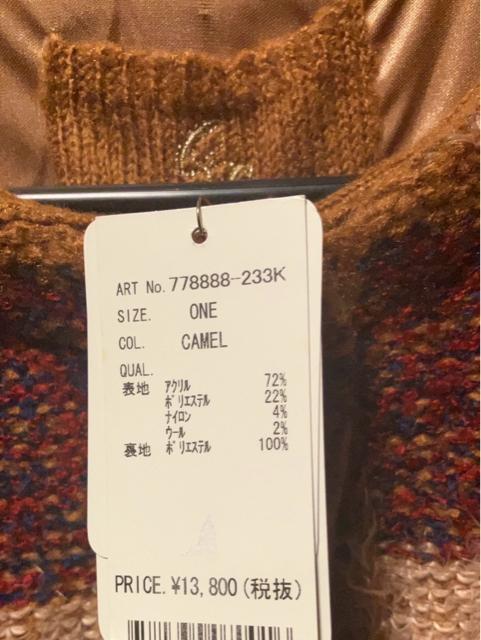 ART No. 778888-233K
SIZE. ONE
COL. CAMEL
QUAL.
表地 アクリル 72%
ポリエステル 22%
ナイロン 4%
ウール 2%
裏地 ポリエステル 100%
PRICE. ¥13,800(税抜)